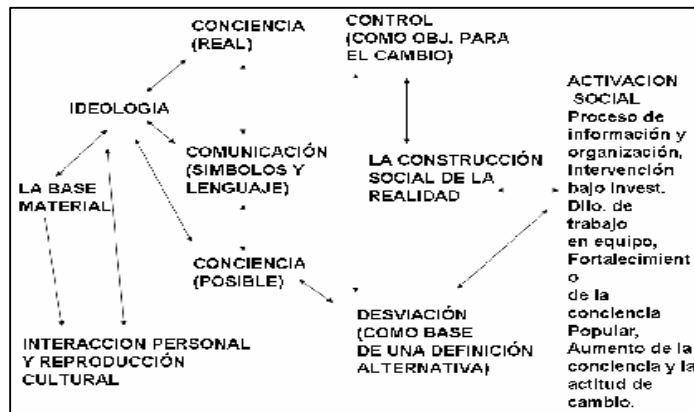 CONCIENCIA
(REAL)
CONTROL
(COMO OBJ. PARA
EL CAMBIO)
IDEOLOGIA
COMUNICACIÓN
(SIMBOLOS Y
LENGUAJE)
LA BASE
MATERIAL
LA CONSTRUCCIÓN
SOCIAL DE LA
REALIDAD
CONCIENCIA
(POSIBLE)
INTERACCION PERSONAL
Y REPRODUCCIÓN
CULTURAL
DESVIACIÓN
(COMO BASE
DE UNA DEFINICIÓN
ALTERNATIVA)
ACTIVACION
SOCIAL
Proceso de
información y
organización,
Intervención
bajo invest.
Dllo. de
trabajo
en equipo,
Fortalecimient
o
de la
conciencia
Popular,
Aumento de la
conciencia y la
actitud de
cambio.